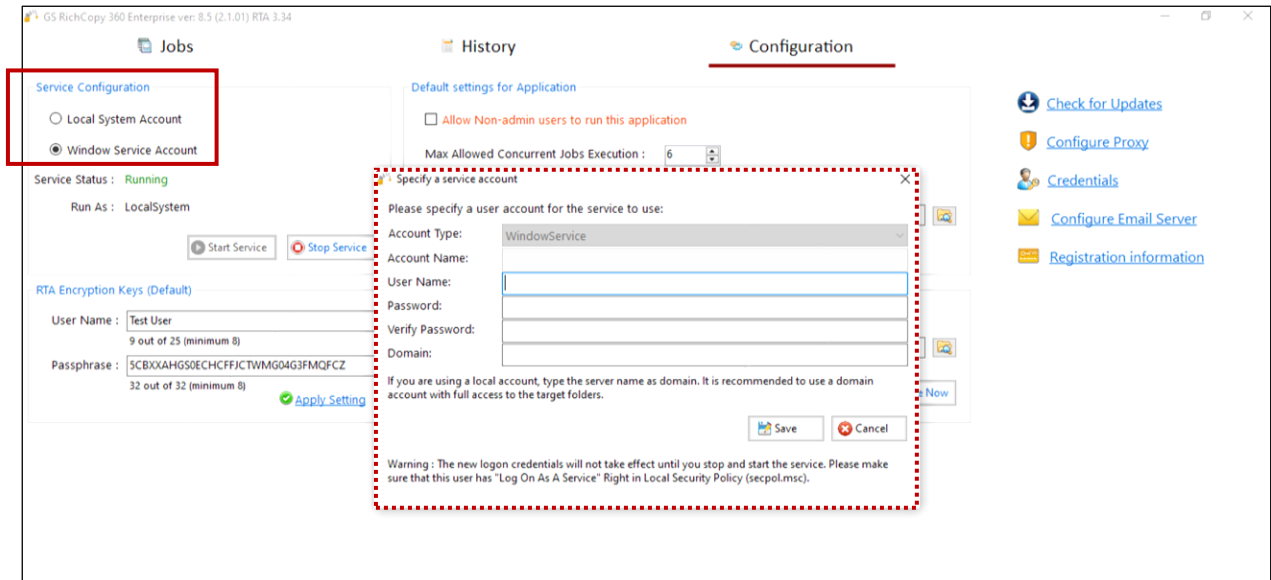 GS RichCopy 360 Enterprise ver: 8.5 (2.1.01) RTA 3.34
Jobs
History
Configuration
Service Configuration
Local System Account
Window Service Account
Service Status : Running
Run As : LocalSystem
Start Service
Stop Service
RTA Encryption Keys (Default)
User Name : Test User
9 out of 25 (minimum 8)
Passphrase : 5CBXXAHGS0ECHCFFJCTWMG04G3FMQFCZ
32 out of 32 (minimum 8)
Apply Setting
Default settings for Application
Allow Non-admin users to run this application
Max Allowed Concurrent Jobs Execution : 6
Specify a service account
Please specify a user account for the service to use:
Account Type: WindowService
Account Name:
User Name:
Password:
Verify Password:
Domain:
If you are using a local account, type the server name as domain. It is recommended to use a domain
account with full access to the target folders.
Save
Cancel
Warning : The new logon credentials will not take effect until you stop and start the service. Please make
sure that this user has "Log On As A Service" Right in Local Security Policy (secpol.msc).
Now
Check for Updates
Configure Proxy
Credentials
Configure Email Server
Registration information